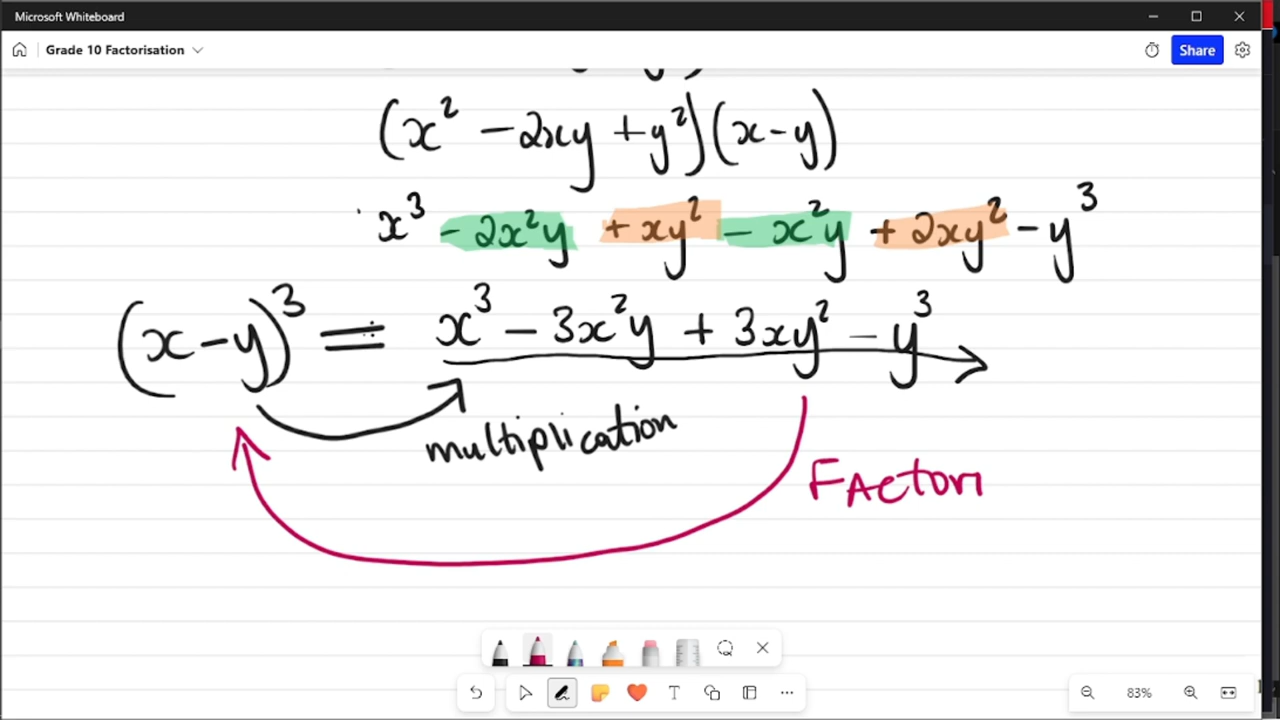 Microsoft Whiteboard
Grade 10 Factorisation
Share
(x² - 2xy + y²)(x-y)
x³ - 2x²y + xy² - x²y + 2xy² - y³
(x-y)³ = x³ - 3x²y + 3xy² - y³
multiplication
FActori
83%